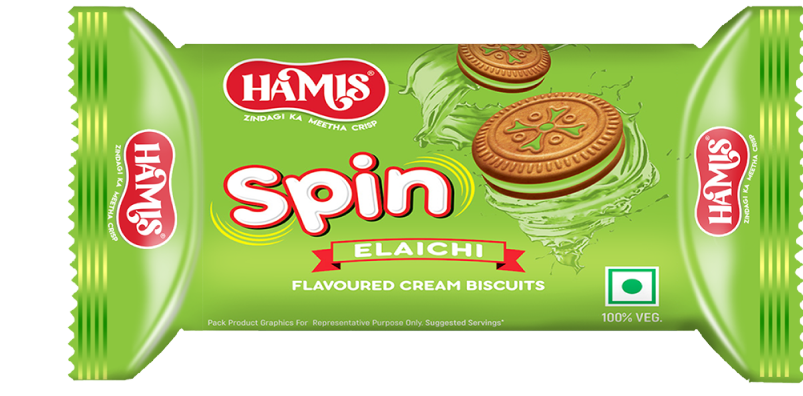 HAMIS®
ZINDAGI KA MEETHA CRISP
Spin
ELAICHI
FLAVOURED CREAM BISCUITS
100% VEG.
Pack Product Graphics For Representative Purpose Only. Suggested Servings"
HAMIS®
ZINDAGI KA MEETHA CRISP
HAMIS®
ZINDAGI KA MEETHA CRISP